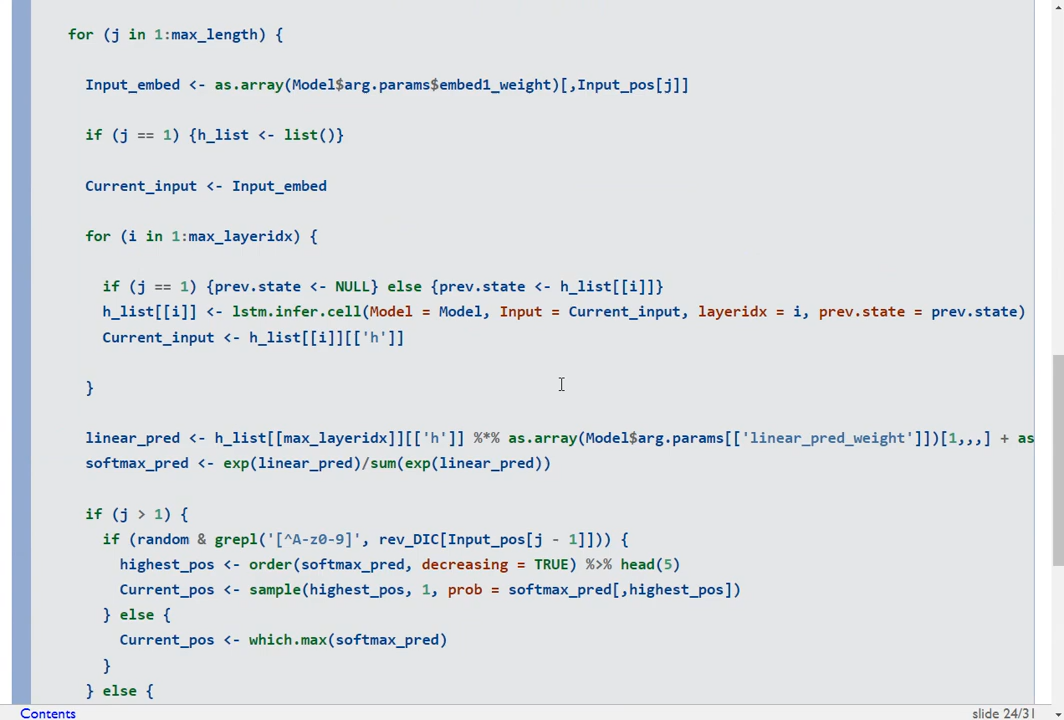 for (j in 1:max_length) {
Input_embed <- as.array(Model$arg.params$embed1_weight)[,Input_pos[j]]
if (j == 1) {h_list <- list()}
Current_input <- Input_embed
for (i in 1:max_layeridx) {
if (j == 1) {prev.state <- NULL} else {prev.state <- h_list[[i]]}
h_list[[i]] <- lstm.infer.cell(Model = Model, Input = Current_input, layeridx = i, prev.state = prev.state)
Current_input <- h_list[[i]][['h']]
}
linear_pred <- h_list[[max_layeridx]][['h']] %*% as.array(Model$arg.params[['linear_pred_weight']])[1,,,] + as
softmax_pred <- exp(linear_pred)/sum(exp(linear_pred))
if (j > 1) {
if (random & grepl('[^A-z0-9]', rev_DIC[Input_pos[j - 1]])) {
highest_pos <- order(softmax_pred, decreasing = TRUE) %>% head(5)
Current_pos <- sample(highest_pos, 1, prob = softmax_pred[,highest_pos])
} else {
Current_pos <- which.max(softmax_pred)
}
} else {
Contents
slide 24/31